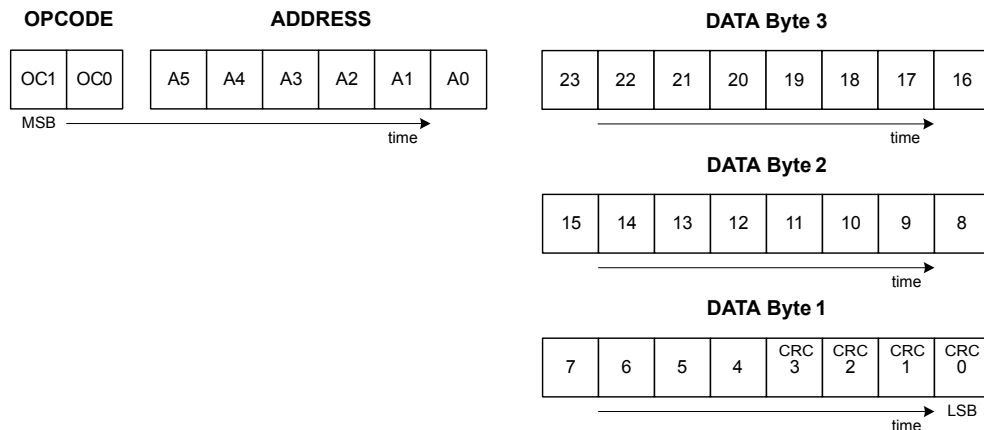 OPCODE ADDRESS DATA Byte 3
OC1 OC0 A5 A4 A3 A2 A1 A0 23 22 21 20 19 18 17 16
MSB time time
DATA Byte 2
15 14 13 12 11 10 9 8
time
DATA Byte 1
7 6 5 4 CRC 3 CRC 2 CRC 1 CRC 0
time LSB